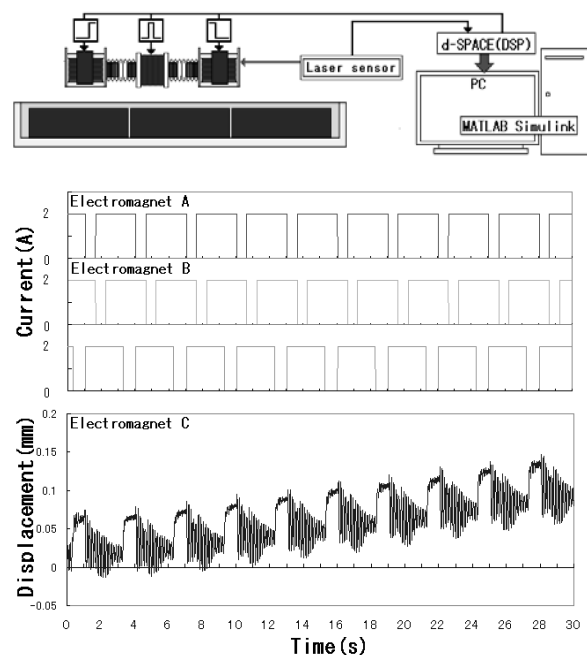 d-SPACE(DSP)
Laser sensor
PC
MATLAB Simulink
Electromagnet A
2
0
Electromagnet B
2
0
2
0
Current(A)
Electromagnet C
0.2
0.15
0.1
0.05
0
-0.05
Displacement(mm)
0 2 4 6 8 10 12 14 16 18 20 22 24 26 28 30
Time(s)